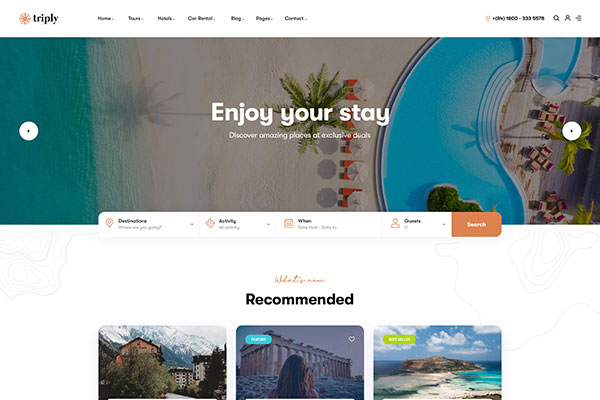 triply
Home
Tours
Hotels
Car Rental
Blog
Pages
Contact
+(84) 1800 - 333 5578
Enjoy your stay
Discover amazing places at exclusive deals
Destinations
Where are you going?
Activity
All activity
When
Date from - Date to
Guests
0
Search
What's new
Recommended
FEATURE
BEST SELLER